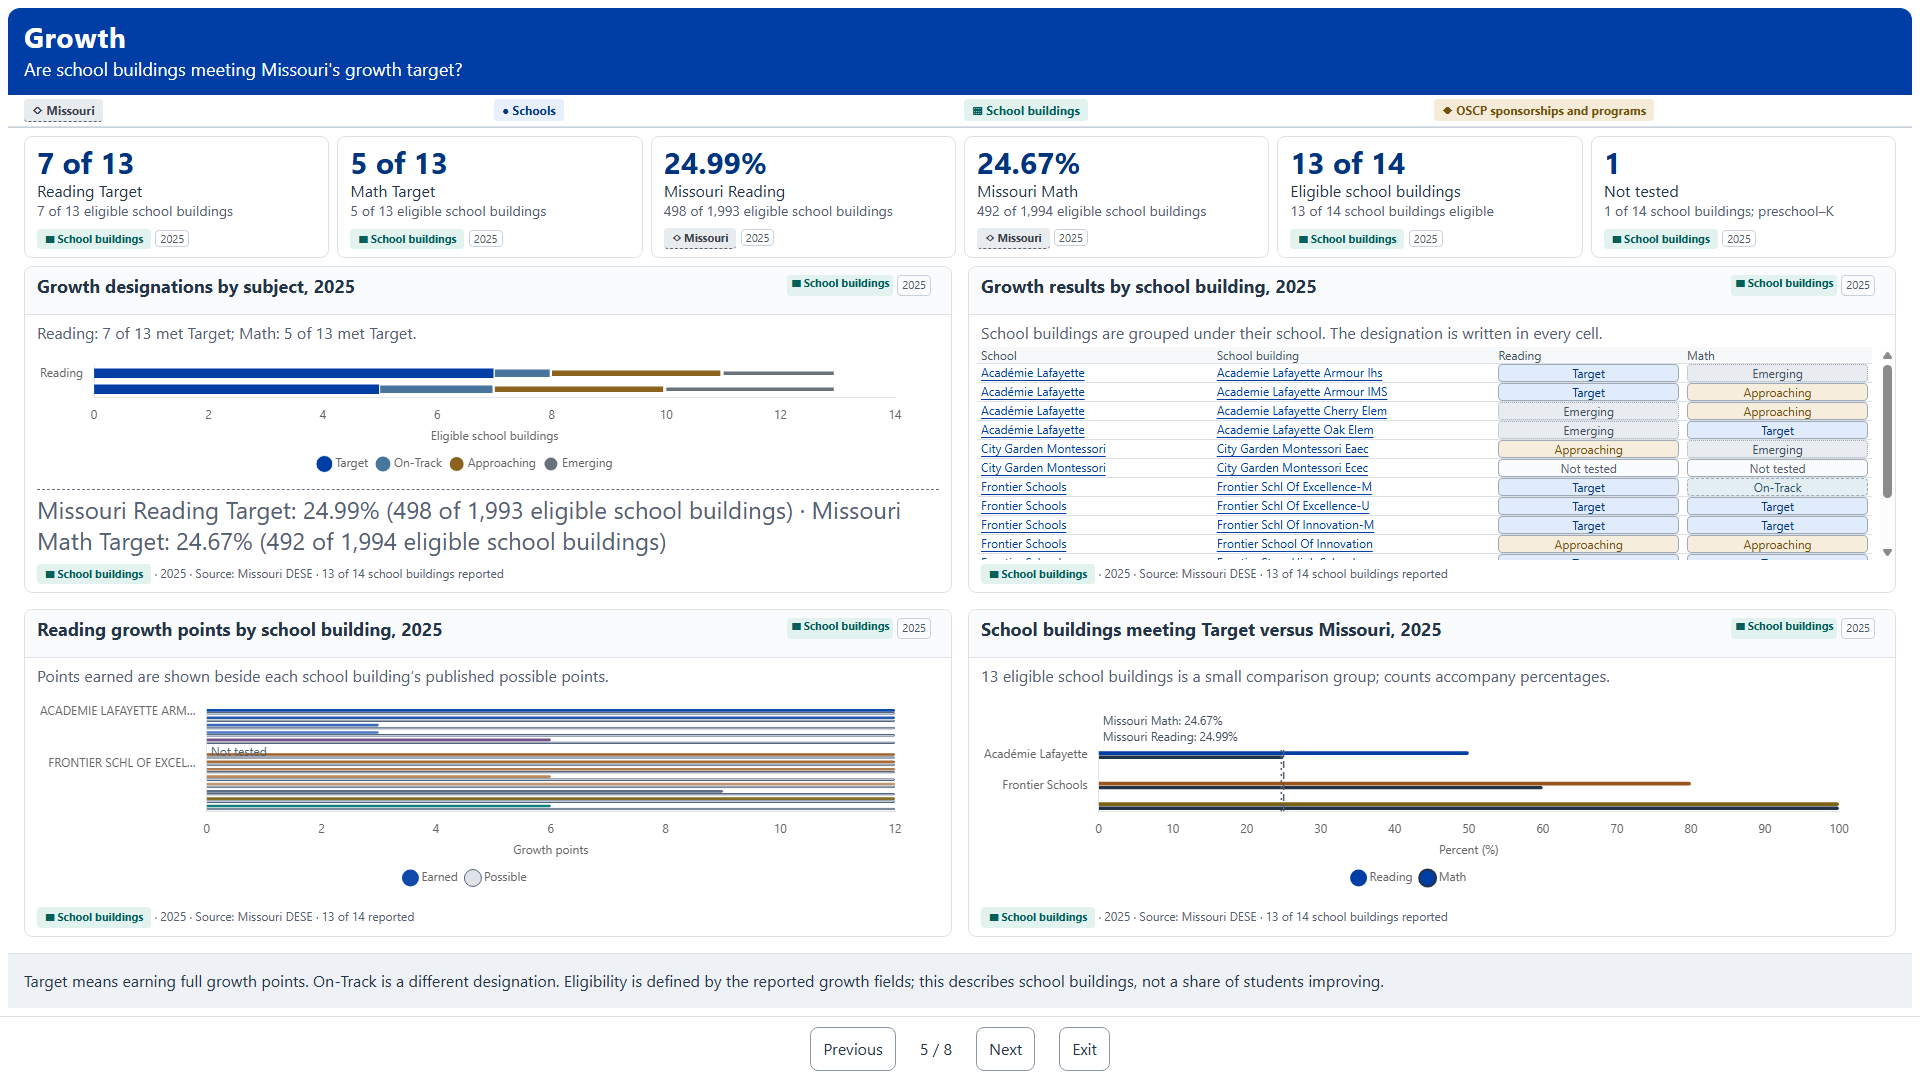 Growth
Are school buildings meeting Missouri's growth target?
Missouri
Schools
School buildings
OSCP sponsorships and programs
7 of 13
Reading Target
7 of 13 eligible school buildings
School buildings 2025
5 of 13
Math Target
5 of 13 eligible school buildings
School buildings 2025
24.99%
Missouri Reading
498 of 1,993 eligible school buildings
Missouri 2025
24.67%
Missouri Math
492 of 1,994 eligible school buildings
Missouri 2025
13 of 14
Eligible school buildings
13 of 14 school buildings eligible
School buildings 2025
1
Not tested
1 of 14 school buildings; preschool–K
School buildings 2025
Growth designations by subject, 2025
School buildings 2025
Reading: 7 of 13 met Target; Math: 5 of 13 met Target.
Reading
0 2 4 6 8 10 12 14
Eligible school buildings
Target On-Track Approaching Emerging
Missouri Reading Target: 24.99% (498 of 1,993 eligible school buildings) · Missouri
Math Target: 24.67% (492 of 1,994 eligible school buildings)
School buildings · 2025 · Source: Missouri DESE · 13 of 14 school buildings reported
Growth results by school building, 2025
School buildings 2025
School buildings are grouped under their school. The designation is written in every cell.
School School building Reading Math
Académie Lafayette Academie Lafayette Armour Ihs Target Emerging
Académie Lafayette Academie Lafayette Armour IMS Target Approaching
Académie Lafayette Academie Lafayette Cherry Elem Emerging Approaching
Académie Lafayette Academie Lafayette Oak Elem Emerging Target
City Garden Montessori City Garden Montessori Eaec Approaching Emerging
City Garden Montessori City Garden Montessori Ecec Not tested Not tested
Frontier Schools Frontier Schl Of Excellence-M Target On-Track
Frontier Schools Frontier Schl Of Excellence-U Target Target
Frontier Schools Frontier Schl Of Innovation-M Target Target
Frontier Schools Frontier School Of Innovation Approaching Approaching
School buildings · 2025 · Source: Missouri DESE · 13 of 14 school buildings reported
Reading growth points by school building, 2025
School buildings 2025
Points earned are shown beside each school building's published possible points.
ACADEMIE LAFAYETTE ARM...
Not tested
FRONTIER SCHL OF EXCEL...
0 2 4 6 8 10 12
Growth points
Earned Possible
School buildings · 2025 · Source: Missouri DESE · 13 of 14 reported
School buildings meeting Target versus Missouri, 2025
School buildings 2025
13 eligible school buildings is a small comparison group; counts accompany percentages.
Missouri Math: 24.67%
Missouri Reading: 24.99%
Académie Lafayette
Frontier Schools
0 10 20 30 40 50 60 70 80 90 100
Percent (%)
Reading Math
School buildings · 2025 · Source: Missouri DESE · 13 of 14 school buildings reported
Target means earning full growth points. On-Track is a different designation. Eligibility is defined by the reported growth fields; this describes school buildings, not a share of students improving.
Previous 5 / 8 Next Exit